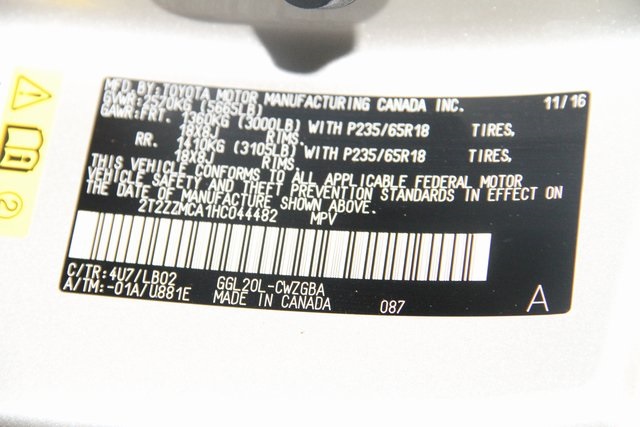 MFD. BY: TOYOTA MOTOR MANUFACTURING CANADA INC. 11/16
GVWR: 2570KG (5665LB)
GAWR: FRT. 1360KG (3000LB) WITH P235/65R18 TIRES,
18X8J RIMS,
RR. 1410KG (3105LB) WITH P235/65R18 TIRES,
18X8J RIMS,
THIS VEHICLE CONFORMS TO ALL APPLICABLE FEDERAL MOTOR
VEHICLE SAFETY AND THEFT PREVENTION STANDARDS IN EFFECT ON
THE DATE OF MANUFACTURE SHOWN ABOVE.
2T2ZZMCA1HC044482 MPV
C/TR: 4U7/LB02 GGL20L-CWZGBA
A/TM: -01A/U881E MADE IN CANADA 087 A